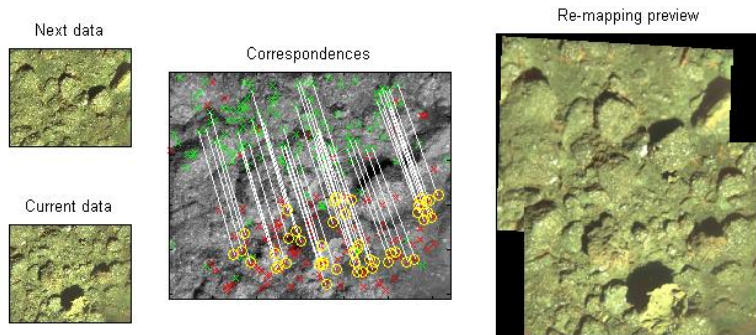 Next data
Correspondences
Re-mapping preview
Current data